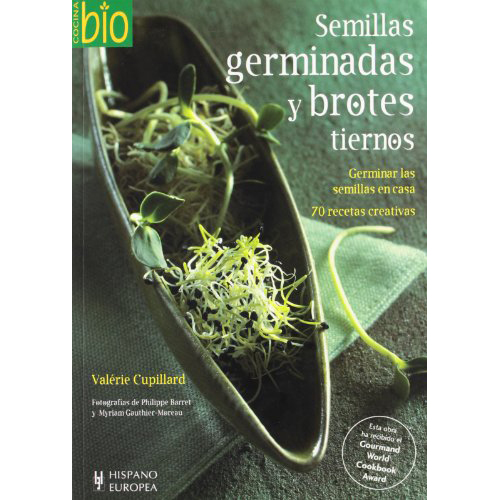 COCINA
bio
Semillas
germinadas
y brotes
tiernos
Germinar las
semillas en casa
70 recetas creativas
Valérie Cupillard
Fotografías de Philippe Barret
y Myriam Gauthier-Moreau
Esta obra
ha recibido el
Gourmand
World
Cookbook
Award
HISPANO
EUROPEA